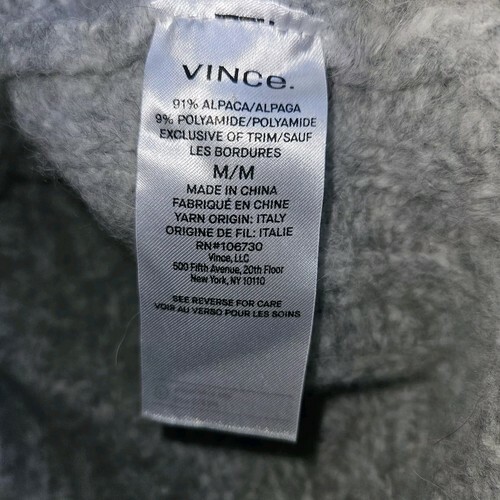 VINCe.
91% ALPACA/ALPAGA
9% POLYAMIDE/POLYAMIDE
EXCLUSIVE OF TRIM/SAUF
LES BORDURES
M/M
MADE IN CHINA
FABRIQUÉ EN CHINE
YARN ORIGIN: ITALY
ORIGINE DE FIL: ITALIE
RN#106730
Vince, LLC
500 Fifth Avenue, 20th Floor
New York, NY 10110
SEE REVERSE FOR CARE
VOIR AU VERSO POUR LES SOINS